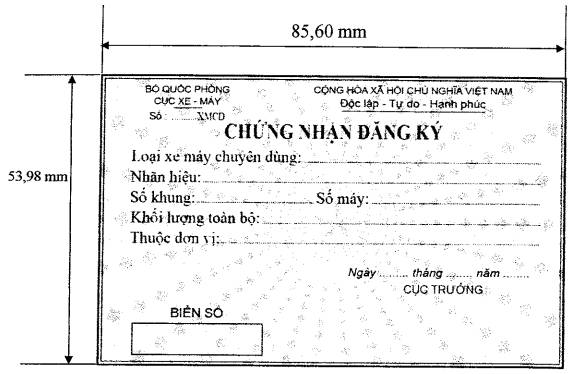 85,60 mm
BỘ QUỐC PHÒNG
CỤC XE - MÁY
Số ............XMCD
CỘNG HÒA XÃ HỘI CHỦ NGHĨA VIỆT NAM
Độc lập - Tự do - Hạnh phúc
CHỨNG NHẬN ĐĂNG KÝ
53,98 mm
Loại xe máy chuyên dùng:
Nhãn hiệu:
Số khung: Số máy:
Khối lượng toàn bộ:
Thuộc đơn vị:
Ngày ........ tháng ....... năm ........
CỤC TRƯỞNG
BIỂN SỐ